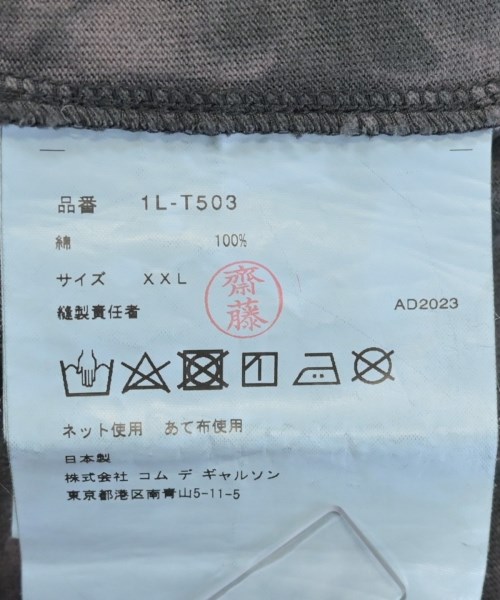 品番 1L-T503
綿 100%
サイズ XXL
齋藤
縫製責任者 AD2023
ネット使用 あて布使用
日本製
株式会社 コム デ ギャルソン
東京都港区南青山5-11-5